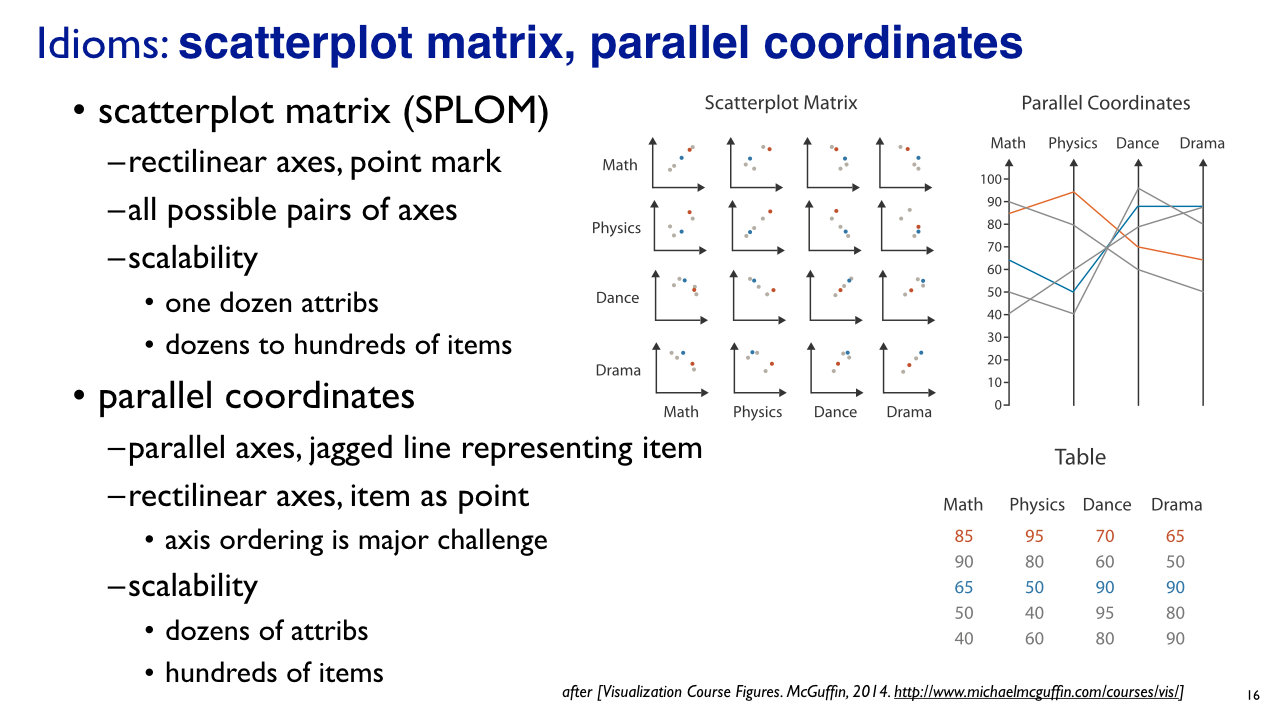 Idioms: scatterplot matrix, parallel coordinates
• scatterplot matrix (SPLOM)
–rectilinear axes, point mark
–all possible pairs of axes
–scalability
• one dozen attribs
• dozens to hundreds of items
• parallel coordinates
–parallel axes, jagged line representing item
–rectilinear axes, item as point
• axis ordering is major challenge
–scalability
• dozens of attribs
• hundreds of items
Scatterplot Matrix
Math
Physics
Dance
Drama
Math Physics Dance Drama
Parallel Coordinates
Math Physics Dance Drama
100
90
80
70
60
50
40
30
20
10
0
Table
Math Physics Dance Drama
85 95 70 65
90 80 60 50
65 50 90 90
50 40 95 80
40 60 80 90
after [Visualization Course Figures. McGuffin, 2014. http://www.michaelmcguffin.com/courses/vis/]
16